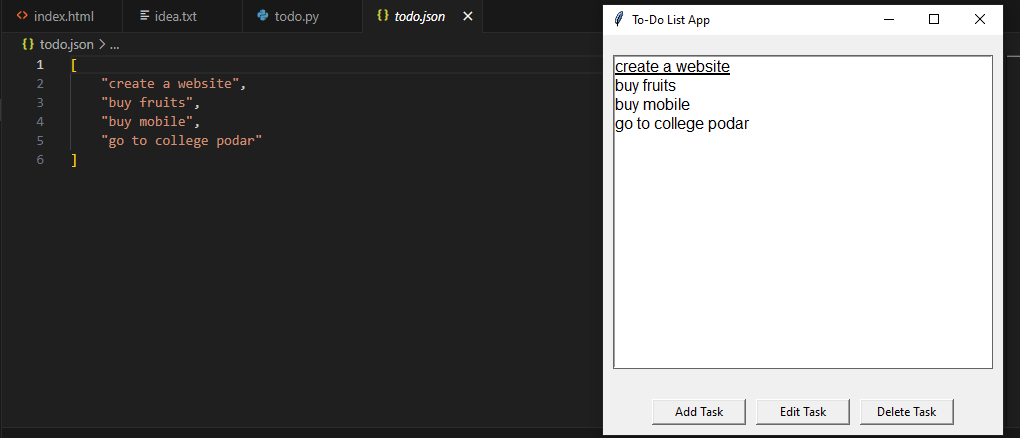 index.html idea.txt todo.py todo.json
{} todo.json > ...
1 [
2 "create a website",
3 "buy fruits",
4 "buy mobile",
5 "go to college podar"
6 ]
To-Do List App
create a website
buy fruits
buy mobile
go to college podar
Add Task Edit Task Delete Task